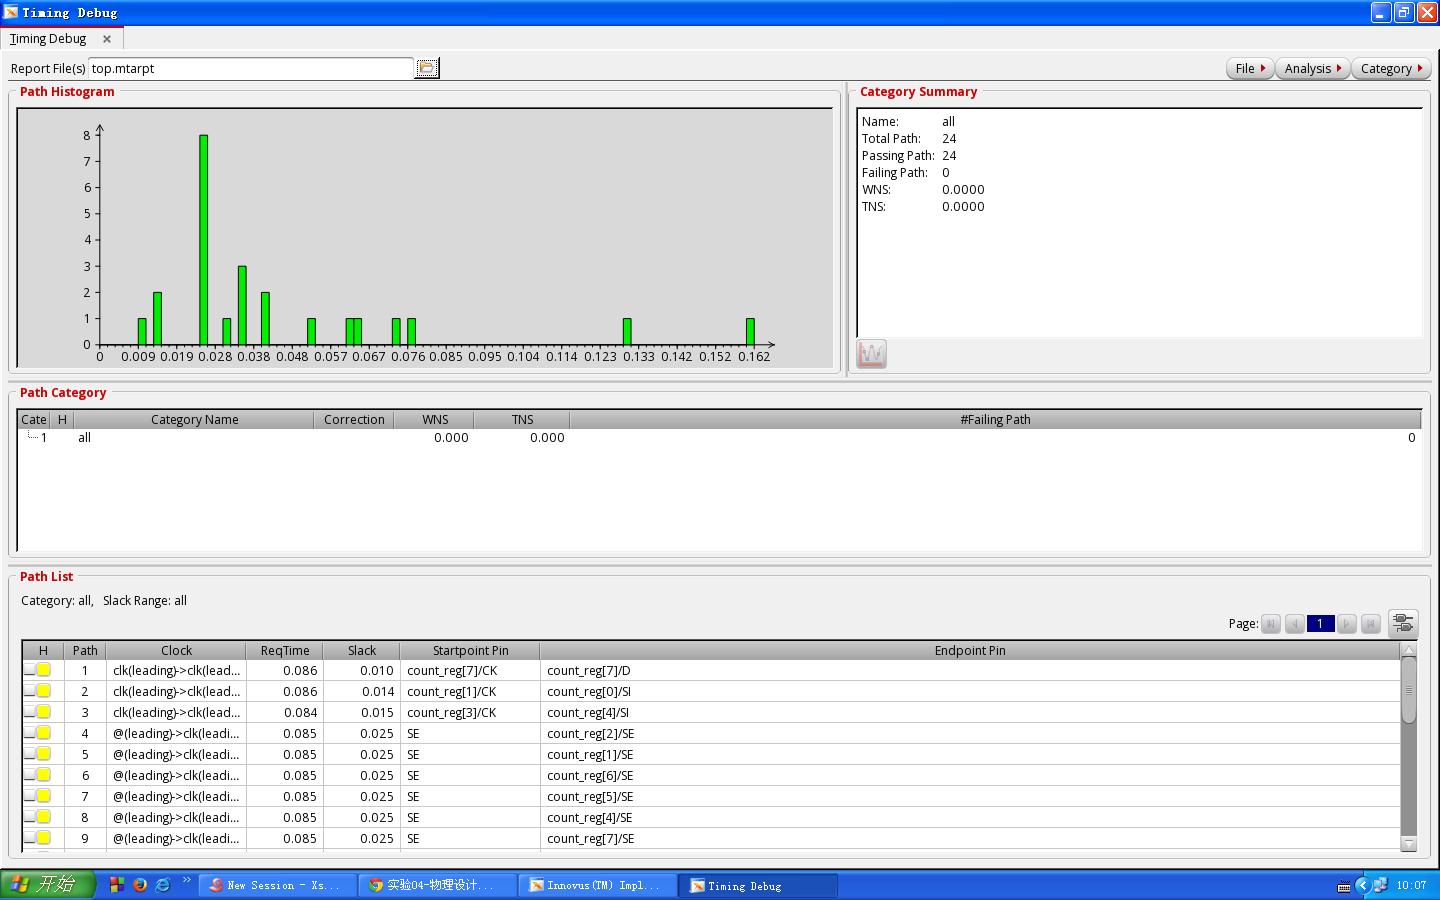 Timing Debug
Timing Debug
Report File(s) top.mtarpt
File Analysis Category
Path Histogram
8
7
6
5
4
3
2
1
0
0 0.009 0.019 0.028 0.038 0.048 0.057 0.067 0.076 0.085 0.095 0.104 0.114 0.123 0.133 0.142 0.152 0.162
Category Summary
Name: all
Total Path: 24
Passing Path: 24
Failing Path: 0
WNS: 0.0000
TNS: 0.0000
Path Category
Cate H Category Name Correction WNS TNS #Failing Path
1 all 0.000 0.000 0
Path List
Category: all, Slack Range: all
Page: 1
H Path Clock ReqTime Slack Startpoint Pin Endpoint Pin
1 clk(leading)->clk(lead... 0.086 0.010 count_reg[7]/CK count_reg[7]/D
2 clk(leading)->clk(lead... 0.086 0.014 count_reg[1]/CK count_reg[0]/SI
3 clk(leading)->clk(lead... 0.084 0.015 count_reg[3]/CK count_reg[4]/SI
4 @(leading)->clk(leadi... 0.085 0.025 SE count_reg[2]/SE
5 @(leading)->clk(leadi... 0.085 0.025 SE count_reg[1]/SE
6 @(leading)->clk(leadi... 0.085 0.025 SE count_reg[6]/SE
7 @(leading)->clk(leadi... 0.085 0.025 SE count_reg[5]/SE
8 @(leading)->clk(leadi... 0.085 0.025 SE count_reg[4]/SE
9 @(leading)->clk(leadi... 0.085 0.025 SE count_reg[7]/SE
开始 New Session - Xs... 实验04-物理设计... Innovus(TM) Impl... Timing Debug 10:07